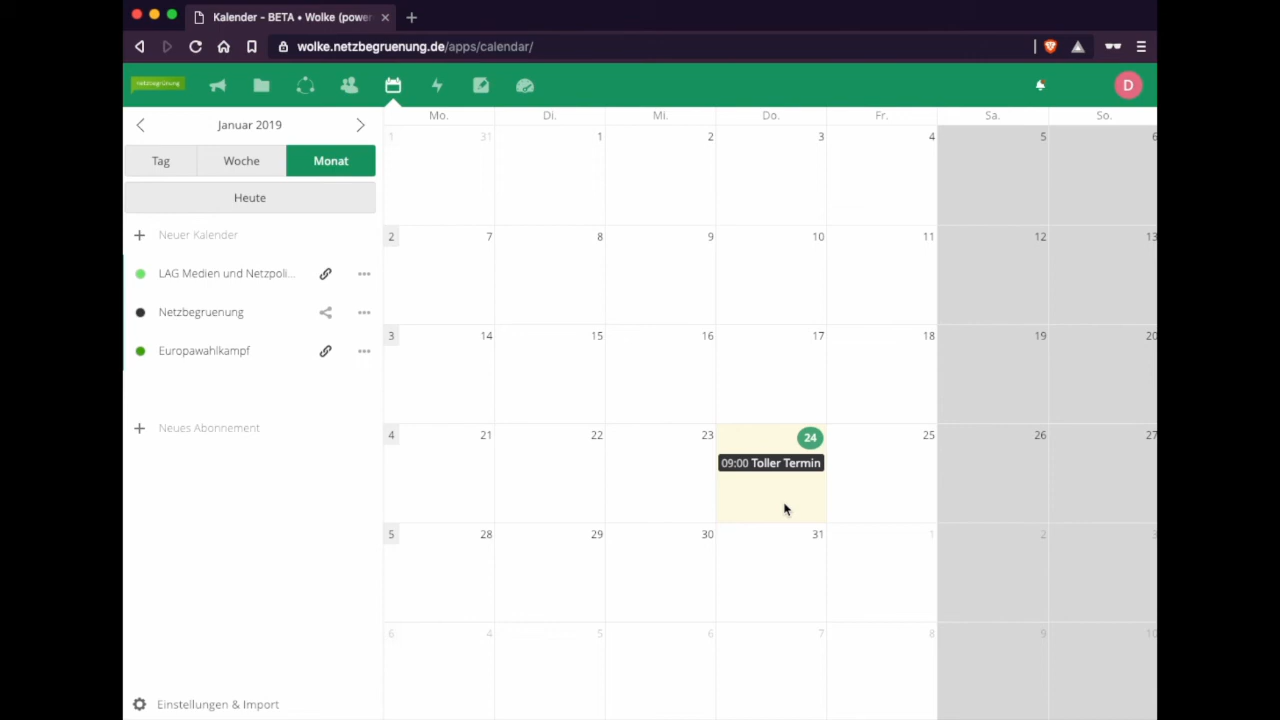 Kalender - BETA • Wolke (powe
wolke.netzbegruenung.de/apps/calendar/
netzbegrünung
D
Januar 2019
Tag Woche Monat
Heute
Neuer Kalender
LAG Medien und Netzpoli...
Netzbegruenung
Europawahlkampf
Neues Abonnement
Einstellungen & Import
Mo. Di. Mi. Do. Fr. Sa. So.
1 31 1 2 3 4 5 6
2 7 8 9 10 11 12 13
3 14 15 16 17 18 19 20
4 21 22 23 24 25 26 27
09:00 Toller Termin
5 28 29 30 31 1 2 3
6 4 5 6 7 8 9 10